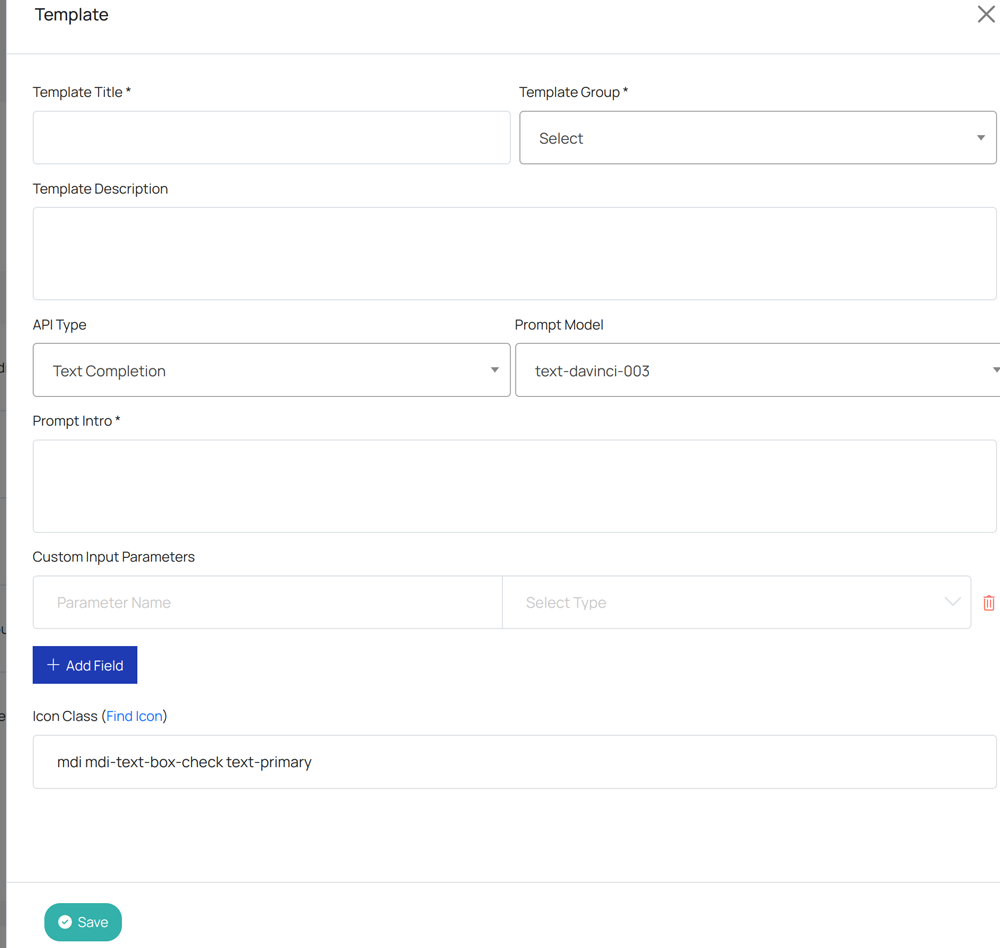 Template
Template Title *
Template Group *
Select
Template Description
API Type
Prompt Model
Text Completion
text-davinci-003
Prompt Intro *
Custom Input Parameters
Parameter Name
Select Type
Add Field
Icon Class (Find Icon)
mdi mdi-text-box-check text-primary
Save